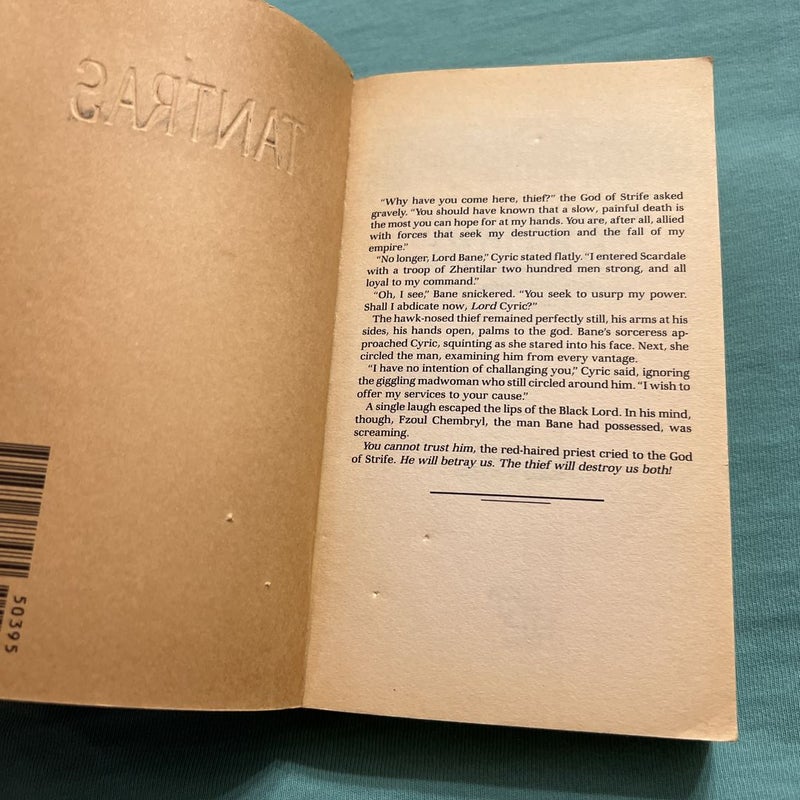 TANTRAS
50395
"Why have you come here, thief?" the God of Strife asked
gravely. "You should have known that a slow, painful death is
the most you can hope for at my hands. You are, after all, allied
with forces that seek my destruction and the fall of my
empire."
"No longer, Lord Bane," Cyric stated flatly. "I entered Scardale
with a troop of Zhentilar two hundred men strong, and all
loyal to my command."
"Oh, I see," Bane snickered. "You seek to usurp my power.
Shall I abdicate now, Lord Cyric?"
The hawk-nosed thief remained perfectly still, his arms at his
sides, his hands open, palms to the god. Bane's sorceress ap-
proached Cyric, squinting as she stared into his face. Next, she
circled the man, examining him from every vantage.
"I have no intention of challanging you," Cyric said, ignoring
the giggling madwoman who still circled around him. "I wish to
offer my services to your cause."
A single laugh escaped the lips of the Black Lord. In his mind,
though, Fzoul Chembryl, the man Bane had possessed, was
screaming.
You cannot trust him, the red-haired priest cried to the God
of Strife. He will betray us. The thief will destroy us both!